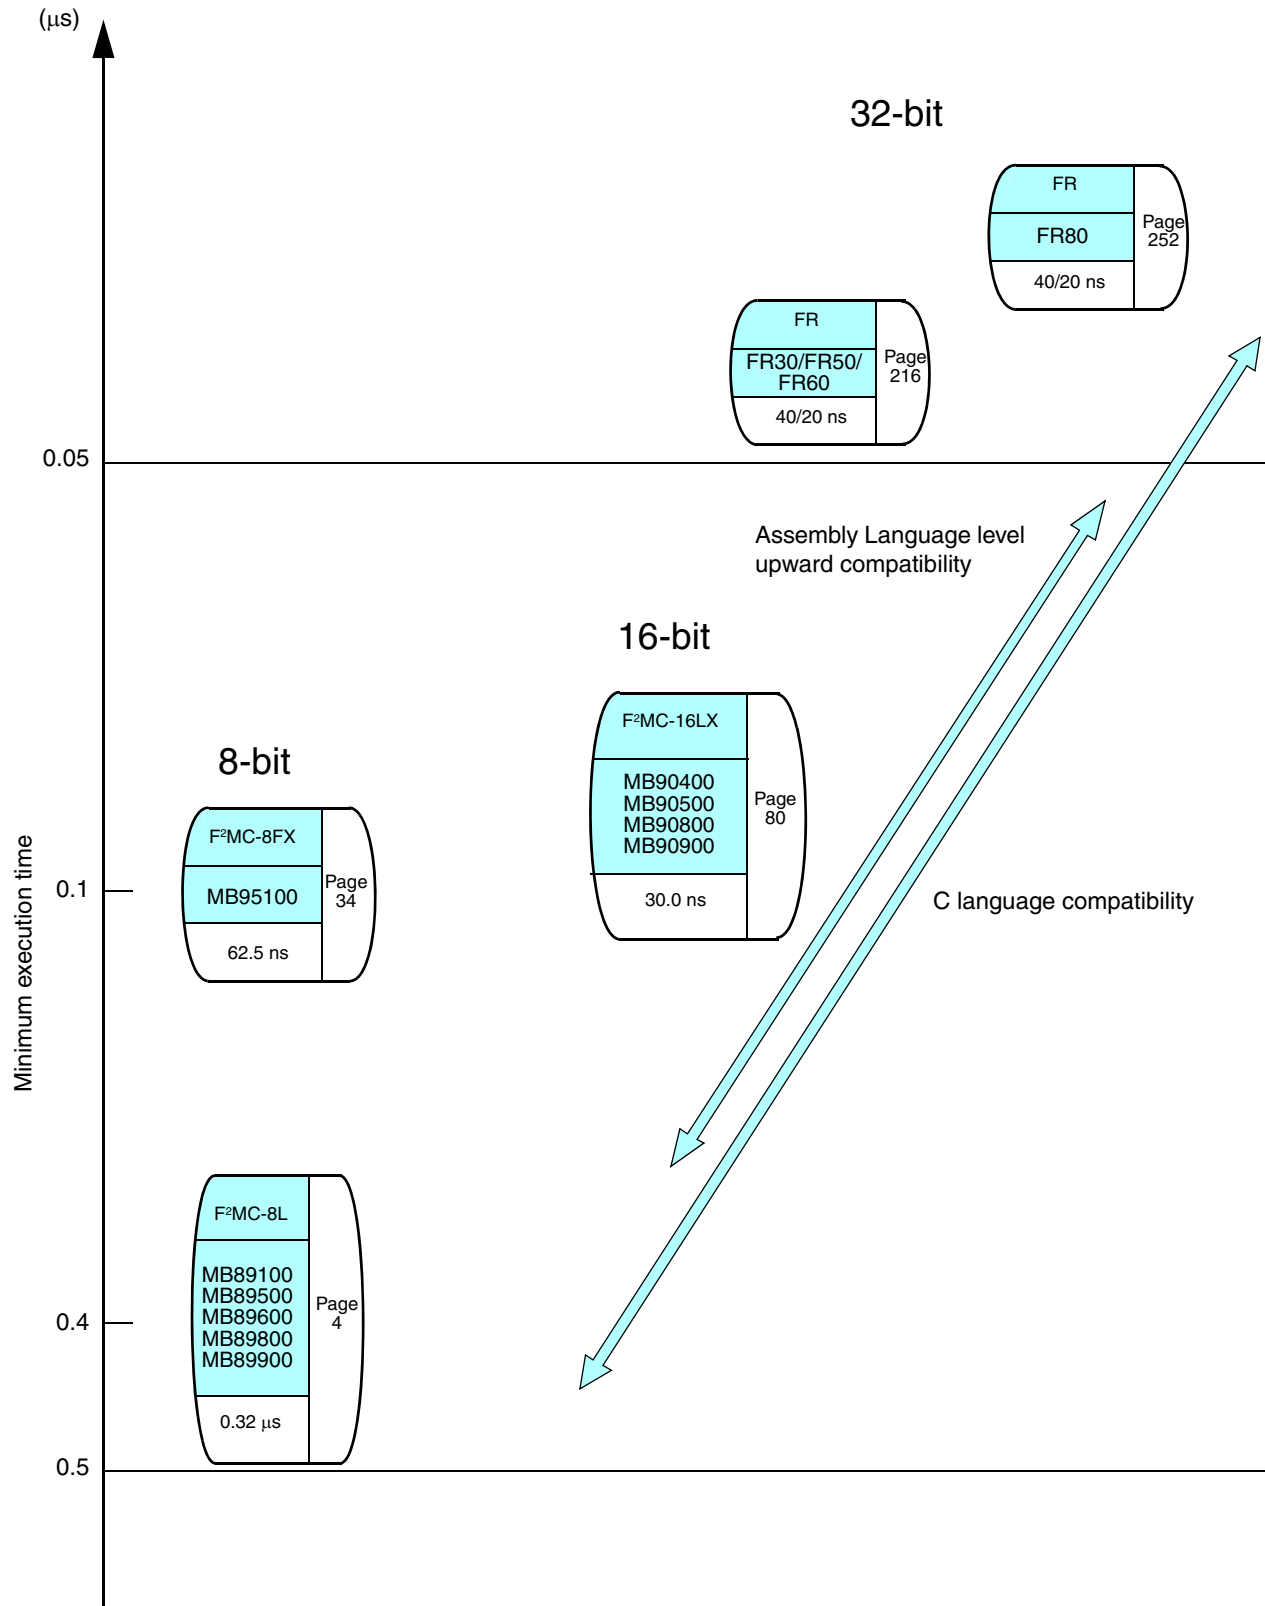 (μs)
32-bit
FR
FR80
40/20 ns
Page
252
FR
FR30/FR50/
FR60
40/20 ns
Page
216
0.05
Assembly Language level
upward compatibility
16-bit
F²MC-16LX
MB90400
MB90500
MB90800
MB90900
30.0 ns
Page
80
8-bit
F²MC-8FX
MB95100
62.5 ns
Page
34
0.1
C language compatibility
Minimum execution time
F²MC-8L
MB89100
MB89500
MB89600
MB89800
MB89900
0.32 μs
Page
4
0.4
0.5